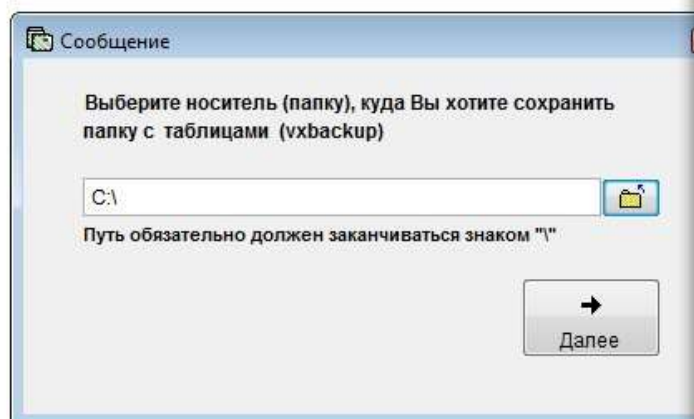 Сообщение
Выберите носитель (папку), куда Вы хотите сохранить
папку с таблицами (vxbackup)
C:\
Путь обязательно должен заканчиваться знаком "\"
Далее